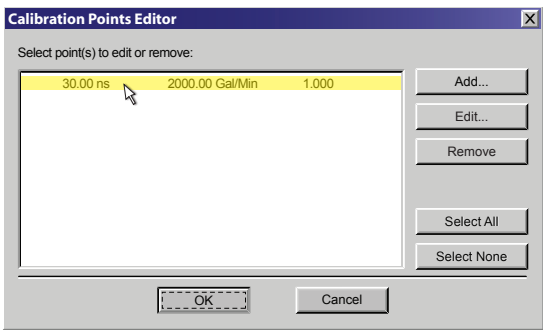 Calibration Points Editor X
Select point(s) to edit or remove:
30.00 ns 2000.00 Gal/Min 1.000
Add...
Edit...
Remove
Select All
Select None
OK Cancel